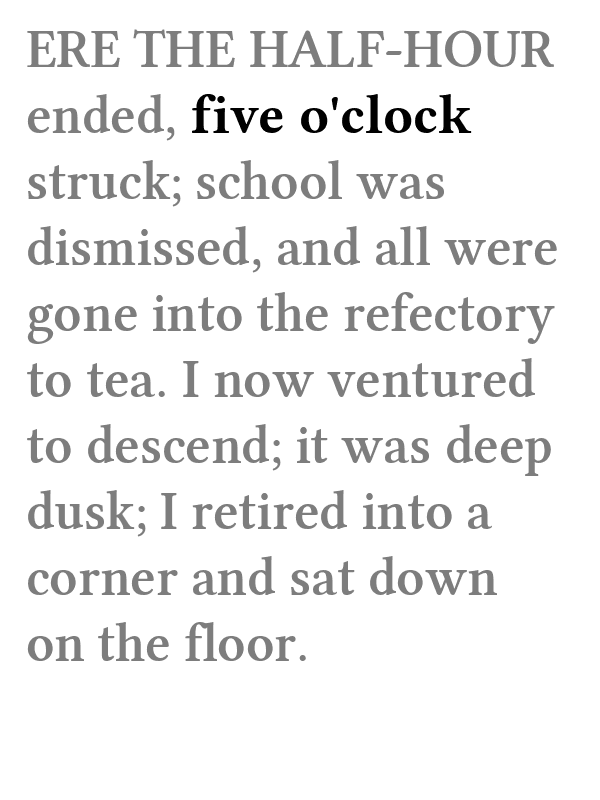 ERE THE HALF-HOUR
ended, five o'clock
struck; school was
dismissed, and all were
gone into the refectory
to tea. I now ventured
to descend; it was deep
dusk; I retired into a
corner and sat down
on the floor.